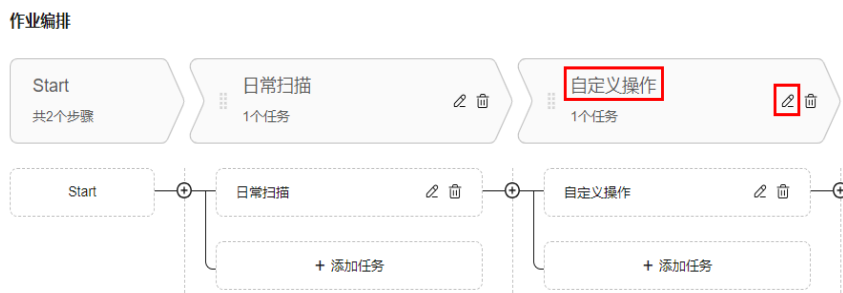 作业编排
Start
共2个步骤
日常扫描
1个任务
自定义操作
1个任务
Start
日常扫描
自定义操作
+ 添加任务
+ 添加任务